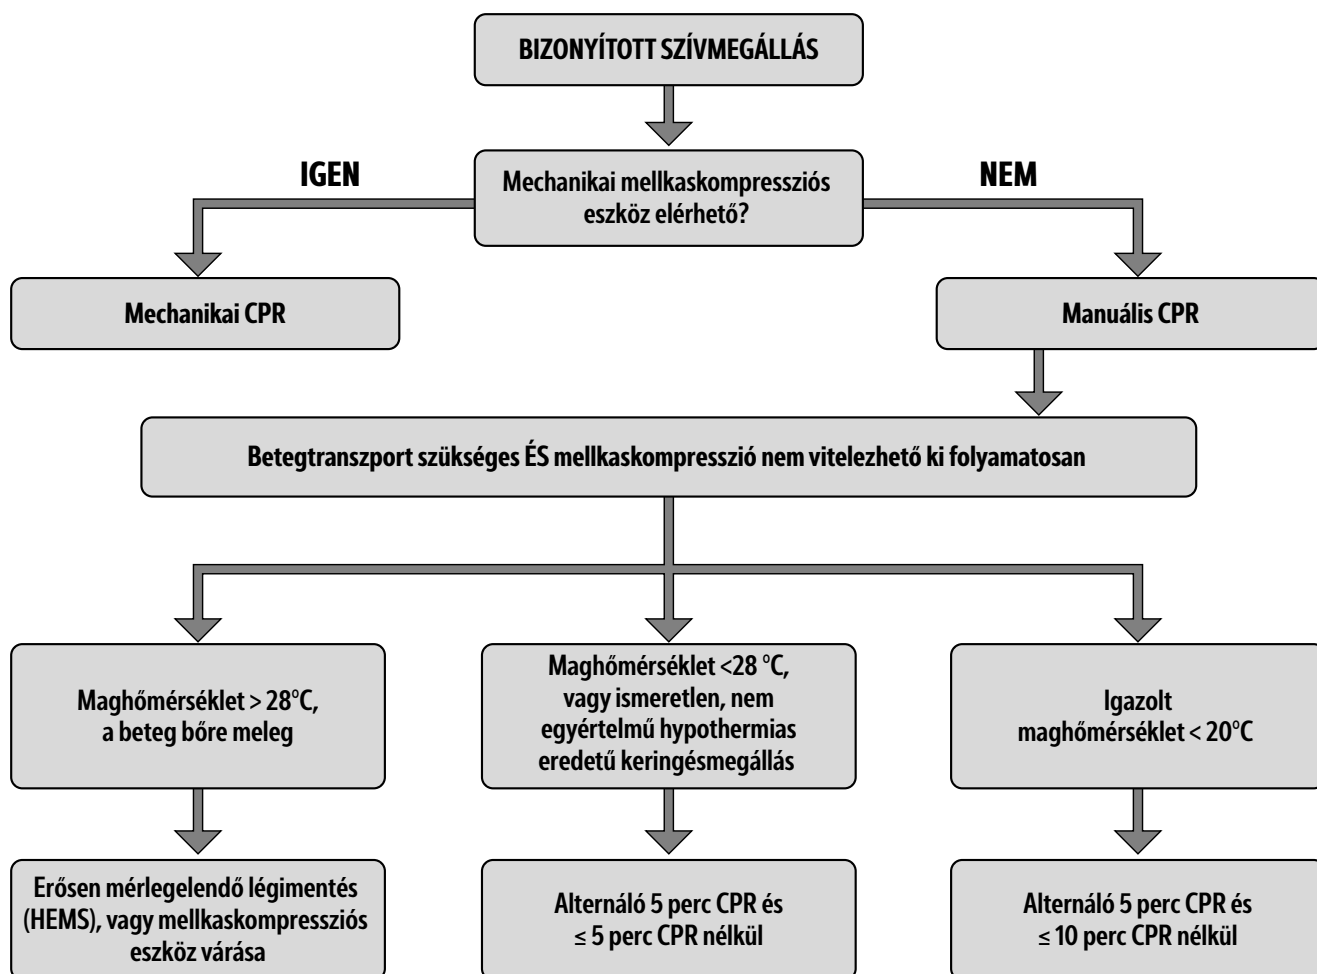 BIZONYÍTOTT SZÍVMEGÁLLÁS
IGEN
Mechanikai mellkaskompressziós
eszköz elérhető?
NEM
Mechanikai CPR
Manuális CPR
Betegtranszport szükséges ÉS mellkaskompresszió nem vitelezhető ki folyamatosan
Maghőmérséklet > 28°C,
a beteg bőre meleg
Maghőmérséklet <28 °C,
vagy ismeretlen, nem
egyértelmű hypothermias
eredetű keringésmegállás
Igazolt
maghőmérséklet < 20°C
Erősen mérlegelendő légimentés
(HEMS), vagy mellkaskompressziós
eszköz várása
Alternáló 5 perc CPR és
≤ 5 perc CPR nélkül
Alternáló 5 perc CPR és
≤ 10 perc CPR nélkül